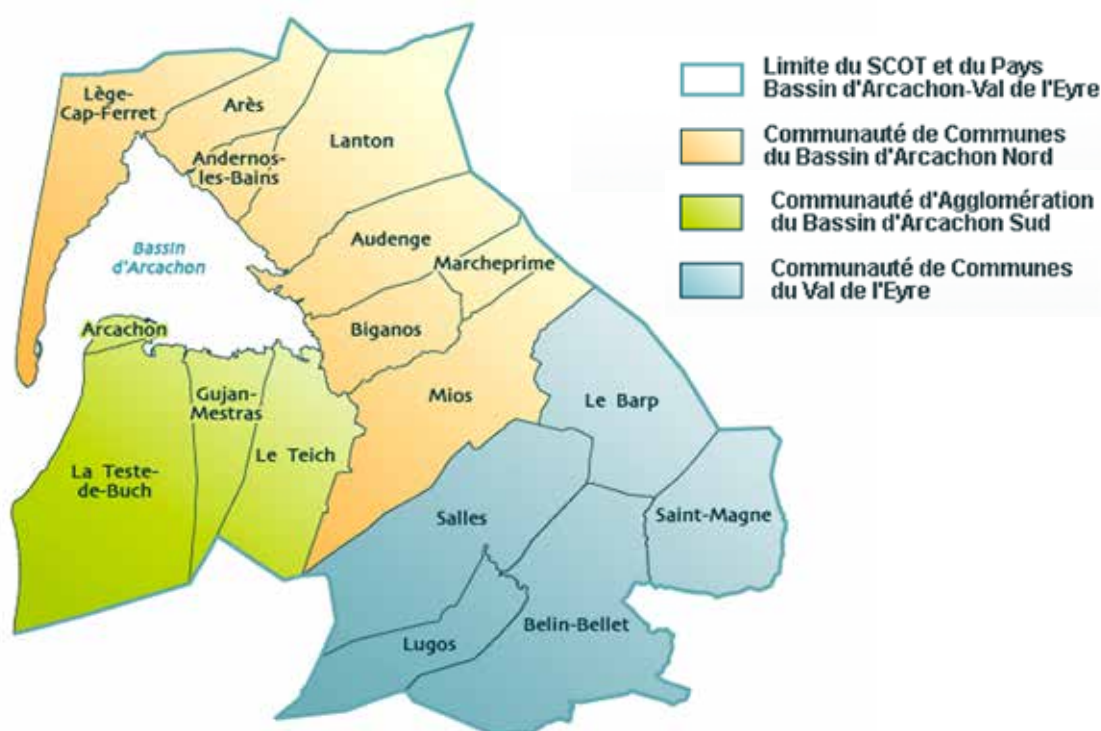 Lège-
Cap-Ferret
Arès
Andernos-
les-Bains
Lanton
Bassin
d'Arcachon
Audenge
Marcheprime
Biganos
Arcachon
Gujan-
Mestras
Mios
Le Barp
La Teste-
de-Buch
Le Teich
Salles
Saint-Magne
Lugos
Belin-Bellet
Limite du SCOT et du Pays
Bassin d'Arcachon-Val de l'Eyre
Communauté de Communes
du Bassin d'Arcachon Nord
Communauté d'Agglomération
du Bassin d'Arcachon Sud
Communauté de Communes
du Val de l'Eyre